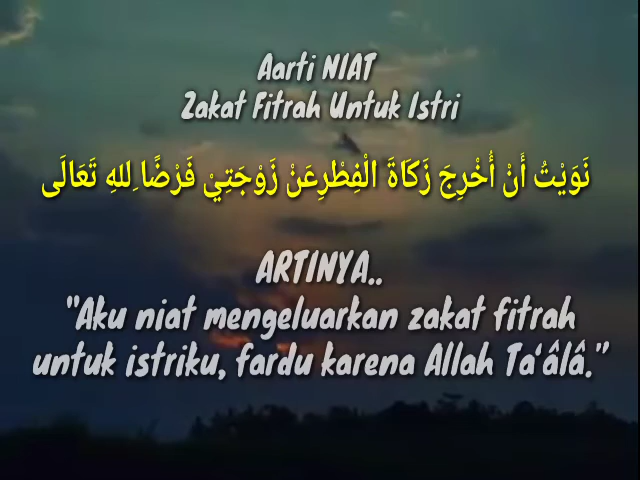 Aarti NIAT
Zakat Fitrah Untuk Istri
نَوَيْتُ أَنْ أُخْرِجَ زَكَاةَ الْفِطْرِعَنْ زَوْجَتِيْ فَرْضًا ِللهِ تَعَالَى
ARTINYA..
"Aku niat mengeluarkan zakat fitrah
untuk istriku, fardu karena Allah Ta‘âlâ.”